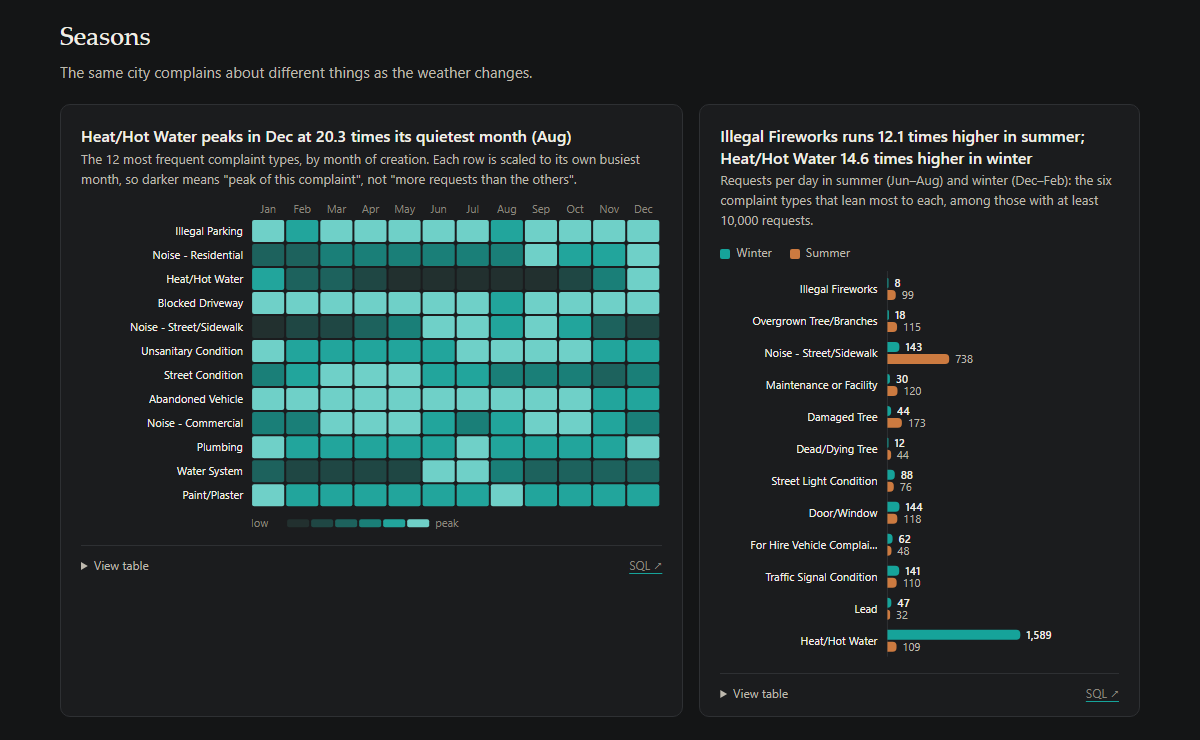 Seasons
The same city complains about different things as the weather changes.
Heat/Hot Water peaks in Dec at 20.3 times its quietest month (Aug)
The 12 most frequent complaint types, by month of creation. Each row is scaled to its own busiest
month, so darker means "peak of this complaint", not "more requests than the others".
Jan Feb Mar Apr May Jun Jul Aug Sep Oct Nov Dec
Illegal Parking
Noise - Residential
Heat/Hot Water
Blocked Driveway
Noise - Street/Sidewalk
Unsanitary Condition
Street Condition
Abandoned Vehicle
Noise - Commercial
Plumbing
Water System
Paint/Plaster
low peak
▶ View table SQL ↗
Illegal Fireworks runs 12.1 times higher in summer;
Heat/Hot Water 14.6 times higher in winter
Requests per day in summer (Jun–Aug) and winter (Dec–Feb): the six
complaint types that lean most to each, among those with at least
10,000 requests.
Winter Summer
Illegal Fireworks 8
99
Overgrown Tree/Branches 18
115
Noise - Street/Sidewalk 143
738
Maintenance or Facility 30
120
Damaged Tree 44
173
Dead/Dying Tree 12
44
Street Light Condition 88
76
Door/Window 144
118
For Hire Vehicle Complai... 62
48
Traffic Signal Condition 141
110
Lead 47
32
Heat/Hot Water 1,589
109
▶ View table SQL ↗